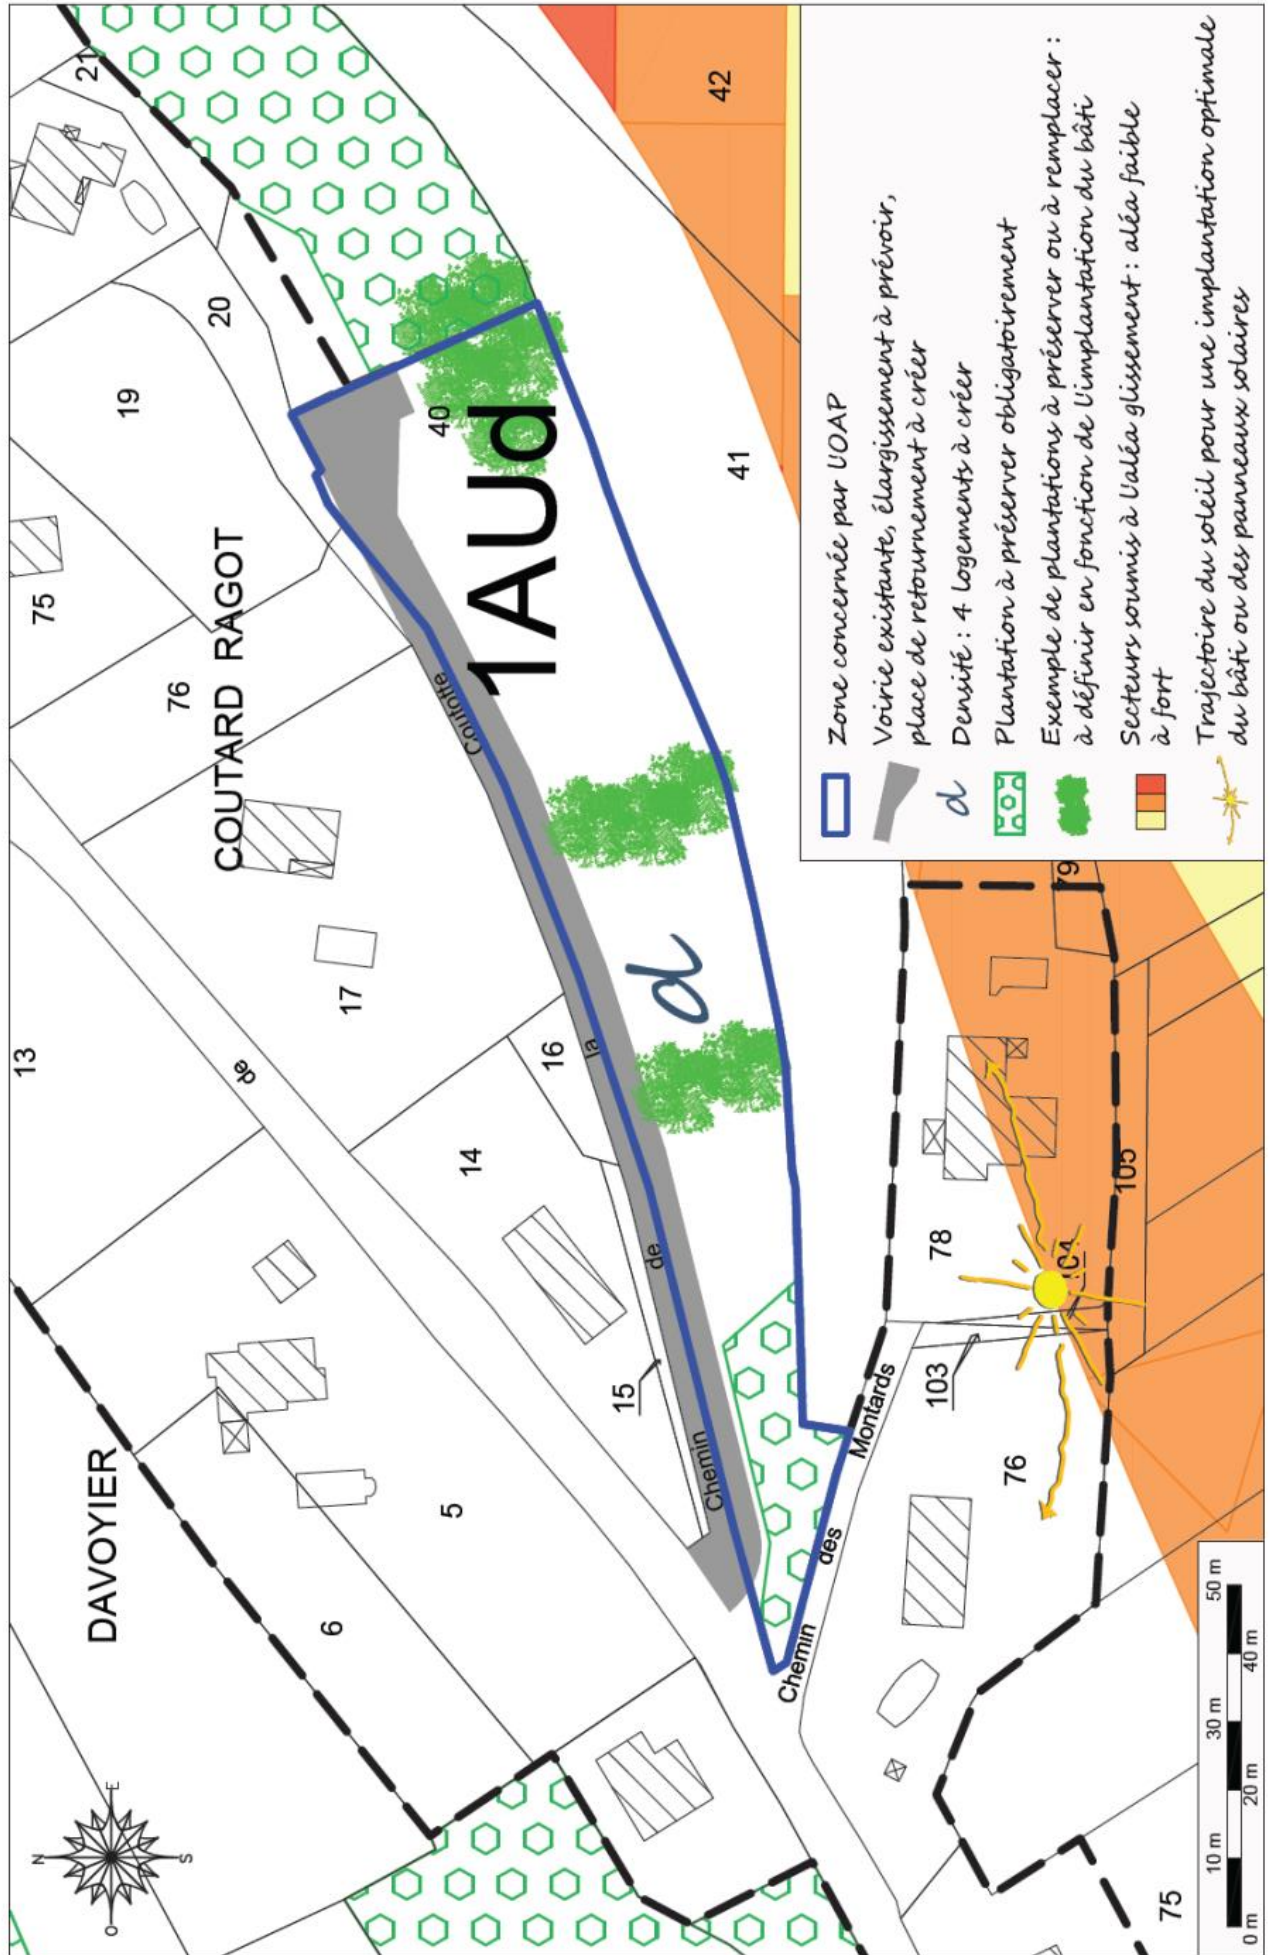 DAVOYIER
COUTARD RAGOT
1AUd
13
de
17
76
75
19
20
21
16
14
15
5
6
40
41
42
d
Chemin
de
la
Coutotte
Chemin
des
Montards
78
79
103
104
105
76
75
N
E
S
O
0 m
10 m
20 m
30 m
40 m
50 m
Zone concernée par l'OAP
Voirie existante, élargissement à prévoir,
place de retournement à créer
d
Densité : 4 logements à créer
Plantation à préserver obligatoirement
Exemple de plantations à préserver ou à remplacer :
à définir en fonction de l'implantation du bâti
Secteurs soumis à l'aléa glissement : aléa faible
à fort
Trajectoire du soleil pour une implantation optimale
du bâti ou des panneaux solaires